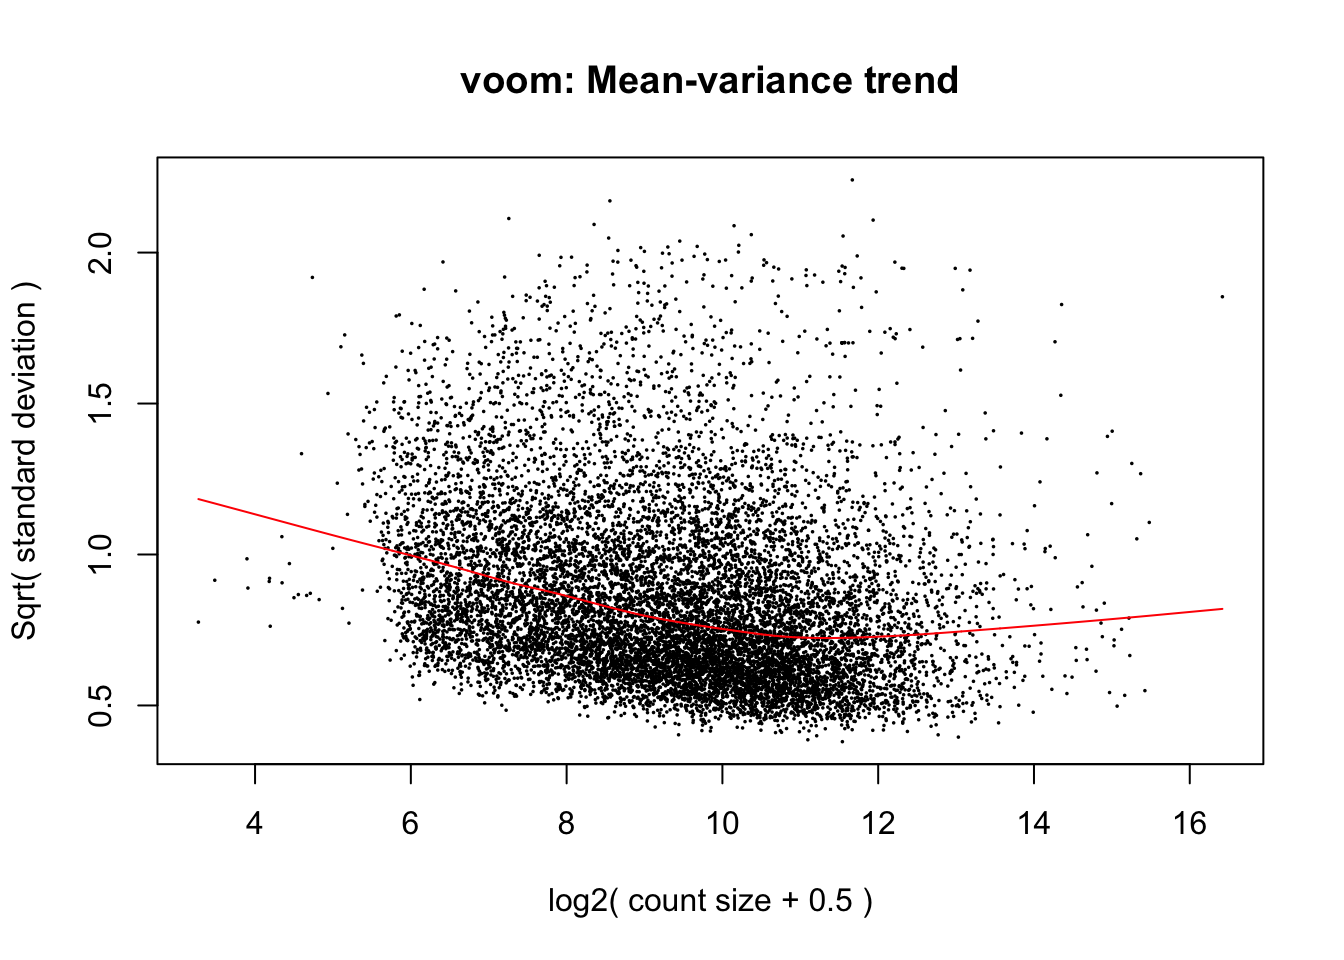 voom: Mean-variance trend
Sqrt( standard deviation )
2.0
1.5
1.0
0.5
4 6 8 10 12 14 16
log2( count size + 0.5 )